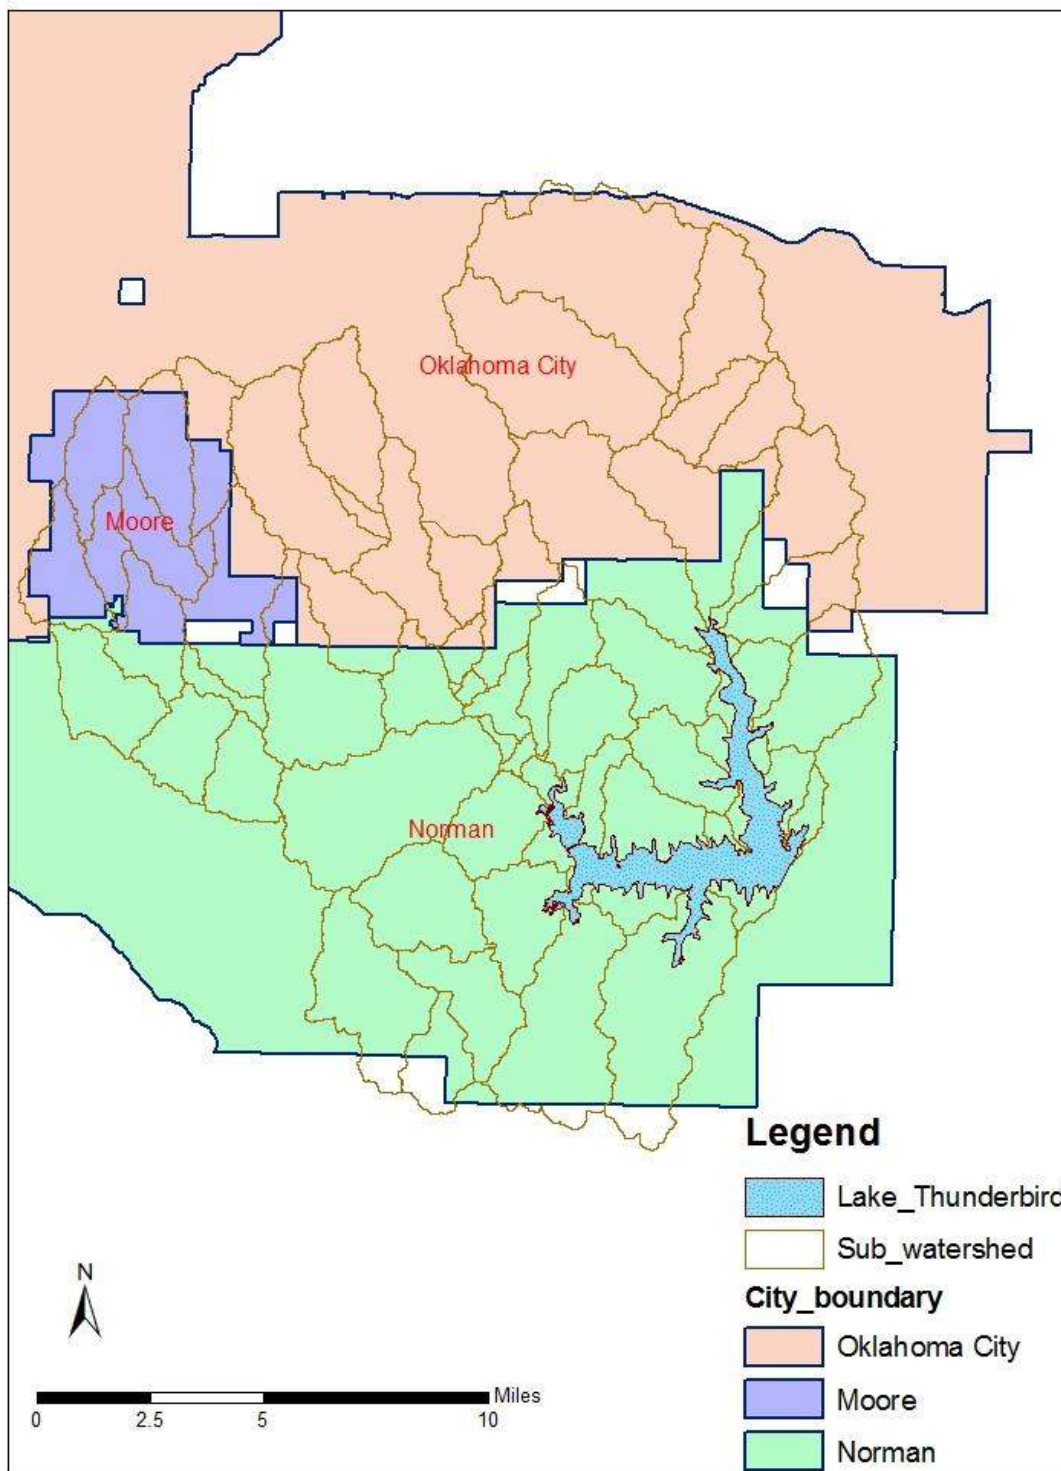 Oklahoma City
Moore
Norman
Legend
Lake_Thunderbird
Sub_watershed
City_boundary
Oklahoma City
Moore
Norman
N
Miles
0 2.5 5 10